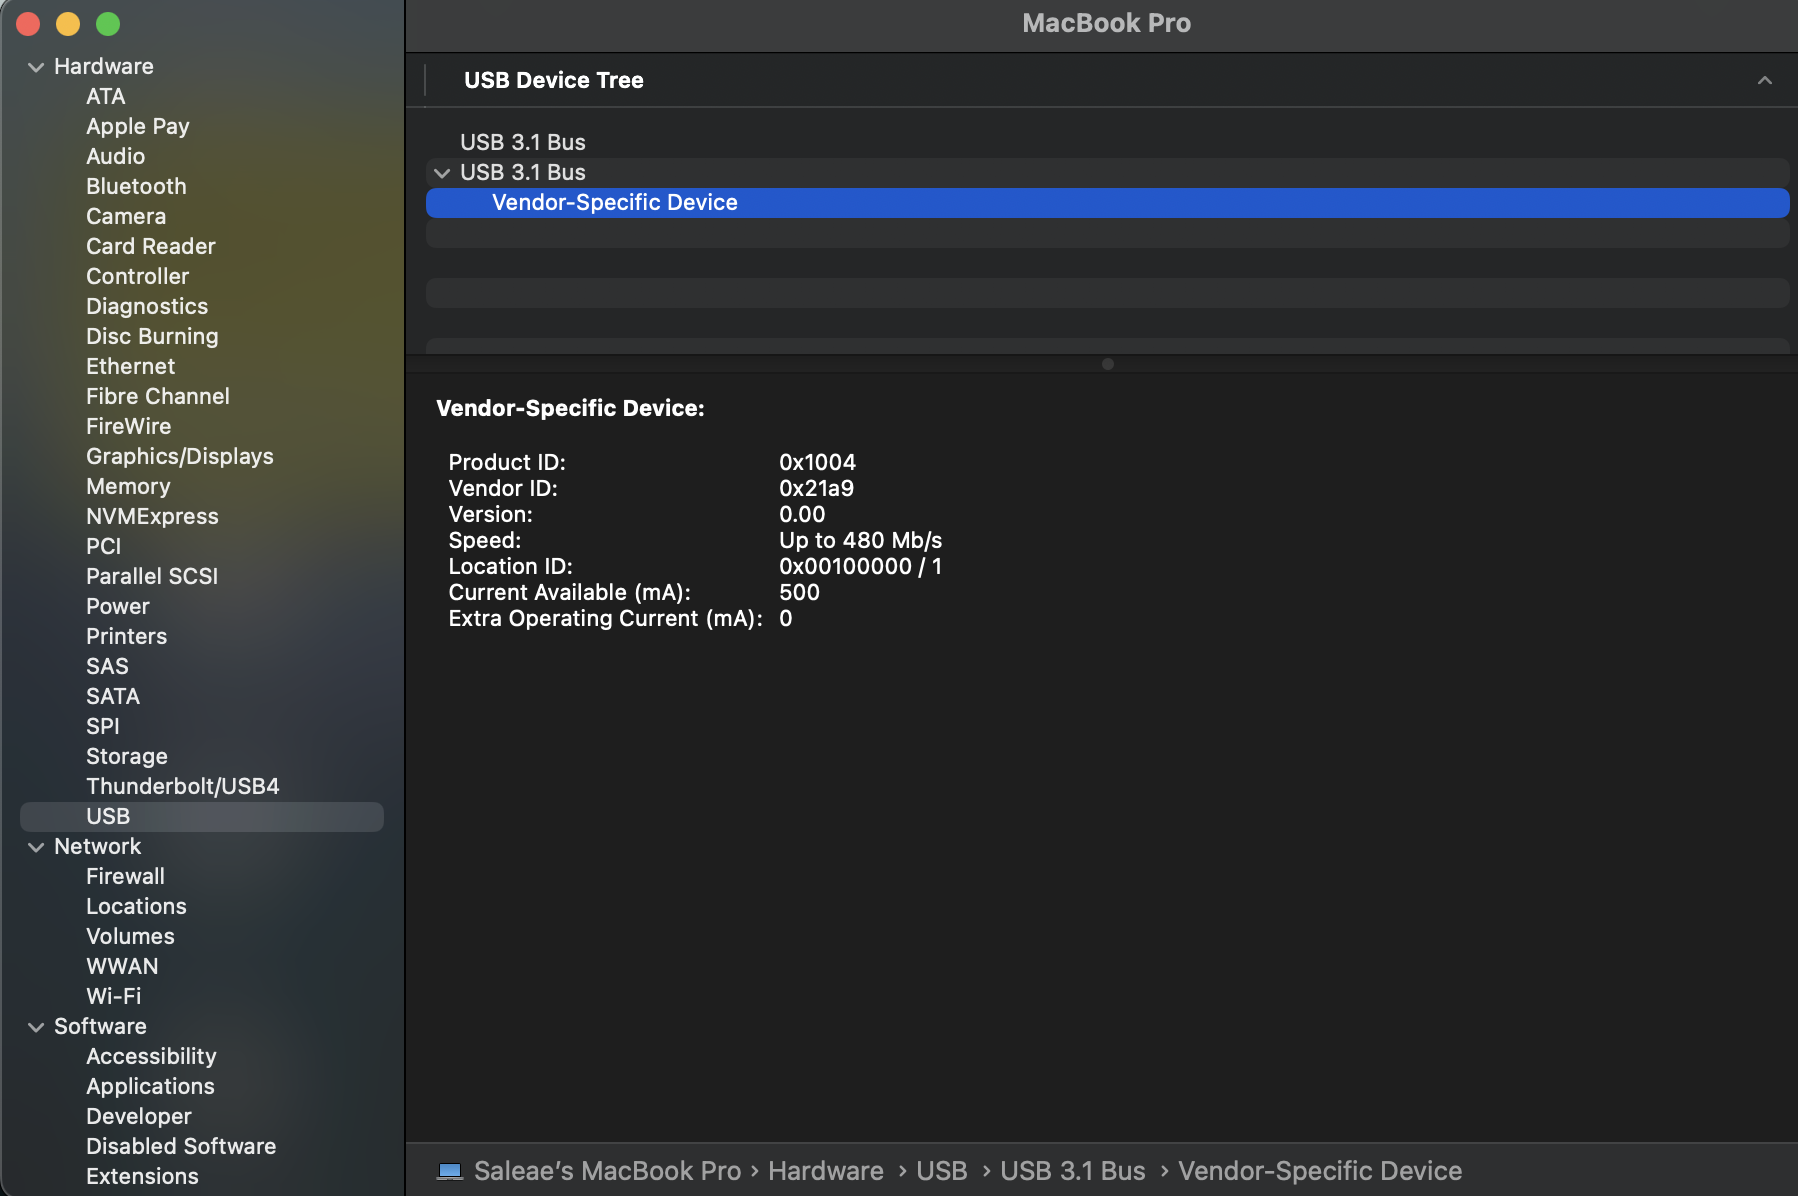 MacBook Pro
Hardware
ATA
Apple Pay
Audio
Bluetooth
Camera
Card Reader
Controller
Diagnostics
Disc Burning
Ethernet
Fibre Channel
FireWire
Graphics/Displays
Memory
NVMExpress
PCI
Parallel SCSI
Power
Printers
SAS
SATA
SPI
Storage
Thunderbolt/USB4
USB
Network
Firewall
Locations
Volumes
WWAN
Wi-Fi
Software
Accessibility
Applications
Developer
Disabled Software
Extensions
USB Device Tree
USB 3.1 Bus
USB 3.1 Bus
Vendor-Specific Device
Vendor-Specific Device:
Product ID: 0x1004
Vendor ID: 0x21a9
Version: 0.00
Speed: Up to 480 Mb/s
Location ID: 0x00100000 / 1
Current Available (mA): 500
Extra Operating Current (mA): 0
Saleae’s MacBook Pro › Hardware › USB › USB 3.1 Bus › Vendor-Specific Device